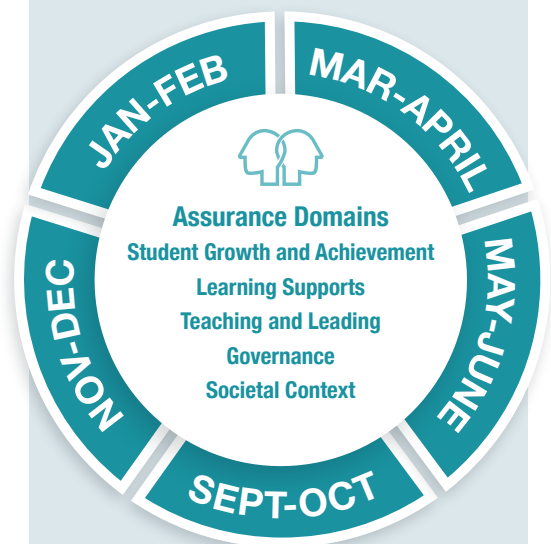 JAN-FEB
MAR-APRIL
MAY-JUNE
SEPT-OCT
NOV-DEC
Assurance Domains
Student Growth and Achievement
Learning Supports
Teaching and Leading
Governance
Societal Context